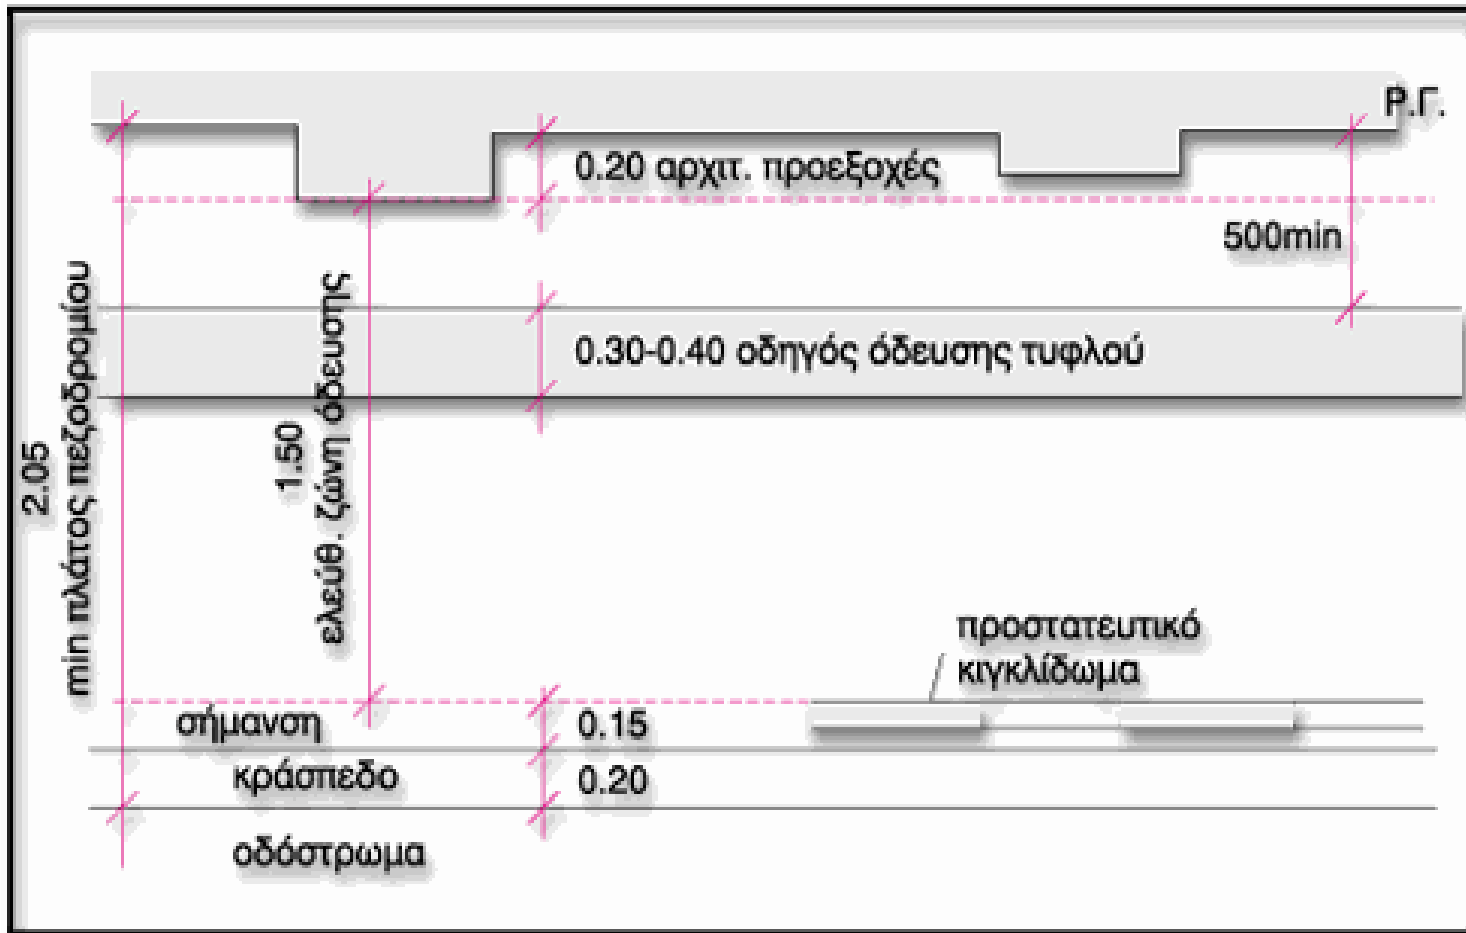 Ρ.Γ.
0.20 αρχιτ. προεξοχές
500min
0.30-0.40 οδηγός όδευσης τυφλού
2.05
min πλάτος πεζοδρομίου
1.50
ελεύθ. ζώνη όδευσης
προστατευτικό
κιγκλίδωμα
σήμανση
0.15
κράσπεδο
0.20
οδόστρωμα